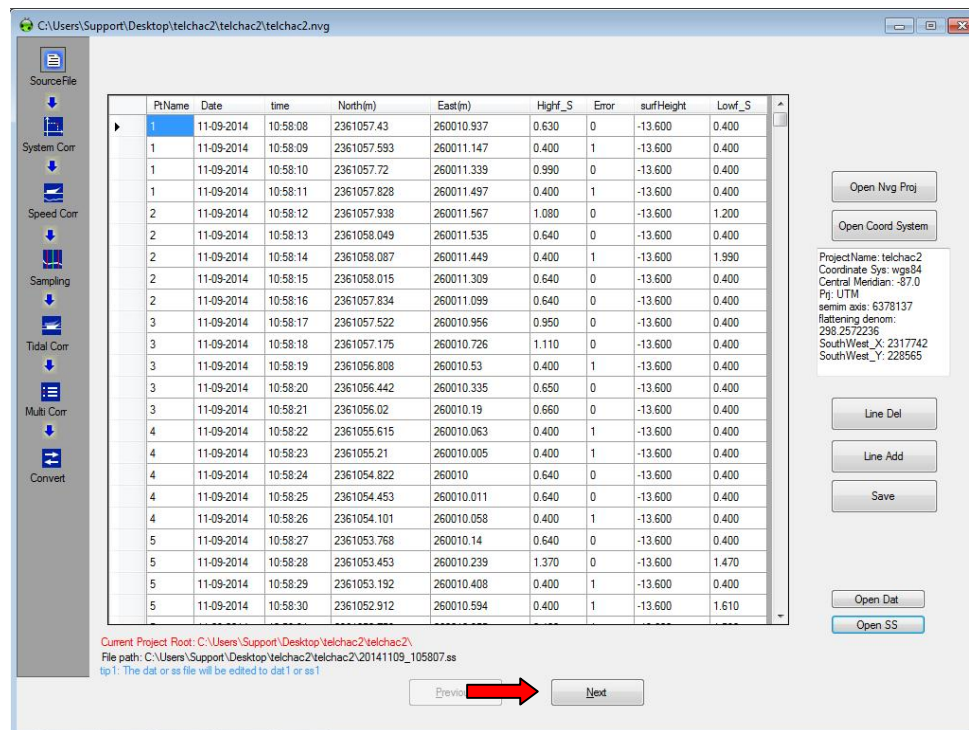 C:\Users\Support\Desktop\telchac2\telchac2\telchac2.nvg
SourceFile
System Corr
Speed Corr
Sampling
Tidal Corr
Multi Corr
Convert
PtName Date time North(m) East(m) Highf_S Error surfHeight Lowf_S
1 11-09-2014 10:58:08 2361057.43 260010.937 0.630 0 -13.600 0.400
1 11-09-2014 10:58:09 2361057.593 260011.147 0.400 1 -13.600 0.400
1 11-09-2014 10:58:10 2361057.72 260011.339 0.990 0 -13.600 0.400
1 11-09-2014 10:58:11 2361057.828 260011.497 0.400 1 -13.600 0.400
2 11-09-2014 10:58:12 2361057.938 260011.567 1.080 0 -13.600 1.200
2 11-09-2014 10:58:13 2361058.049 260011.535 0.640 0 -13.600 0.400
2 11-09-2014 10:58:14 2361058.087 260011.449 0.400 1 -13.600 1.990
2 11-09-2014 10:58:15 2361058.015 260011.309 0.640 0 -13.600 0.400
2 11-09-2014 10:58:16 2361057.834 260011.099 0.640 0 -13.600 0.400
3 11-09-2014 10:58:17 2361057.522 260010.956 0.950 0 -13.600 0.400
3 11-09-2014 10:58:18 2361057.175 260010.726 1.110 0 -13.600 0.400
3 11-09-2014 10:58:19 2361056.808 260010.53 0.400 1 -13.600 0.400
3 11-09-2014 10:58:20 2361056.442 260010.335 0.650 0 -13.600 0.400
3 11-09-2014 10:58:21 2361056.02 260010.19 0.660 0 -13.600 0.400
4 11-09-2014 10:58:22 2361055.615 260010.063 0.400 1 -13.600 0.400
4 11-09-2014 10:58:23 2361055.21 260010.005 0.400 1 -13.600 0.400
4 11-09-2014 10:58:24 2361054.822 260010 0.640 0 -13.600 0.400
4 11-09-2014 10:58:25 2361054.453 260010.011 0.640 0 -13.600 0.400
4 11-09-2014 10:58:26 2361054.101 260010.058 0.400 1 -13.600 0.400
5 11-09-2014 10:58:27 2361053.768 260010.14 0.640 0 -13.600 0.400
5 11-09-2014 10:58:28 2361053.453 260010.239 1.370 0 -13.600 1.470
5 11-09-2014 10:58:29 2361053.192 260010.408 0.400 1 -13.600 0.400
5 11-09-2014 10:58:30 2361052.912 260010.594 0.400 1 -13.600 1.610
Open Nvg Proj
Open Coord System
ProjectName: telchac2
Coordinate Sys: wgs84
Central Meridian: -87.0
Prj: UTM
semim axis: 6378137
flattening denom:
298.2572236
SouthWest_X: 2317742
SouthWest_Y: 228565
Line Del
Line Add
Save
Open Dat
Open SS
Current Project Root: C:\Users\Support\Desktop\telchac2\telchac2\
File path: C:\Users\Support\Desktop\telchac2\telchac2\20141109_105807.ss
tip1: The dat or ss file will be edited to dat1 or ss1
Next